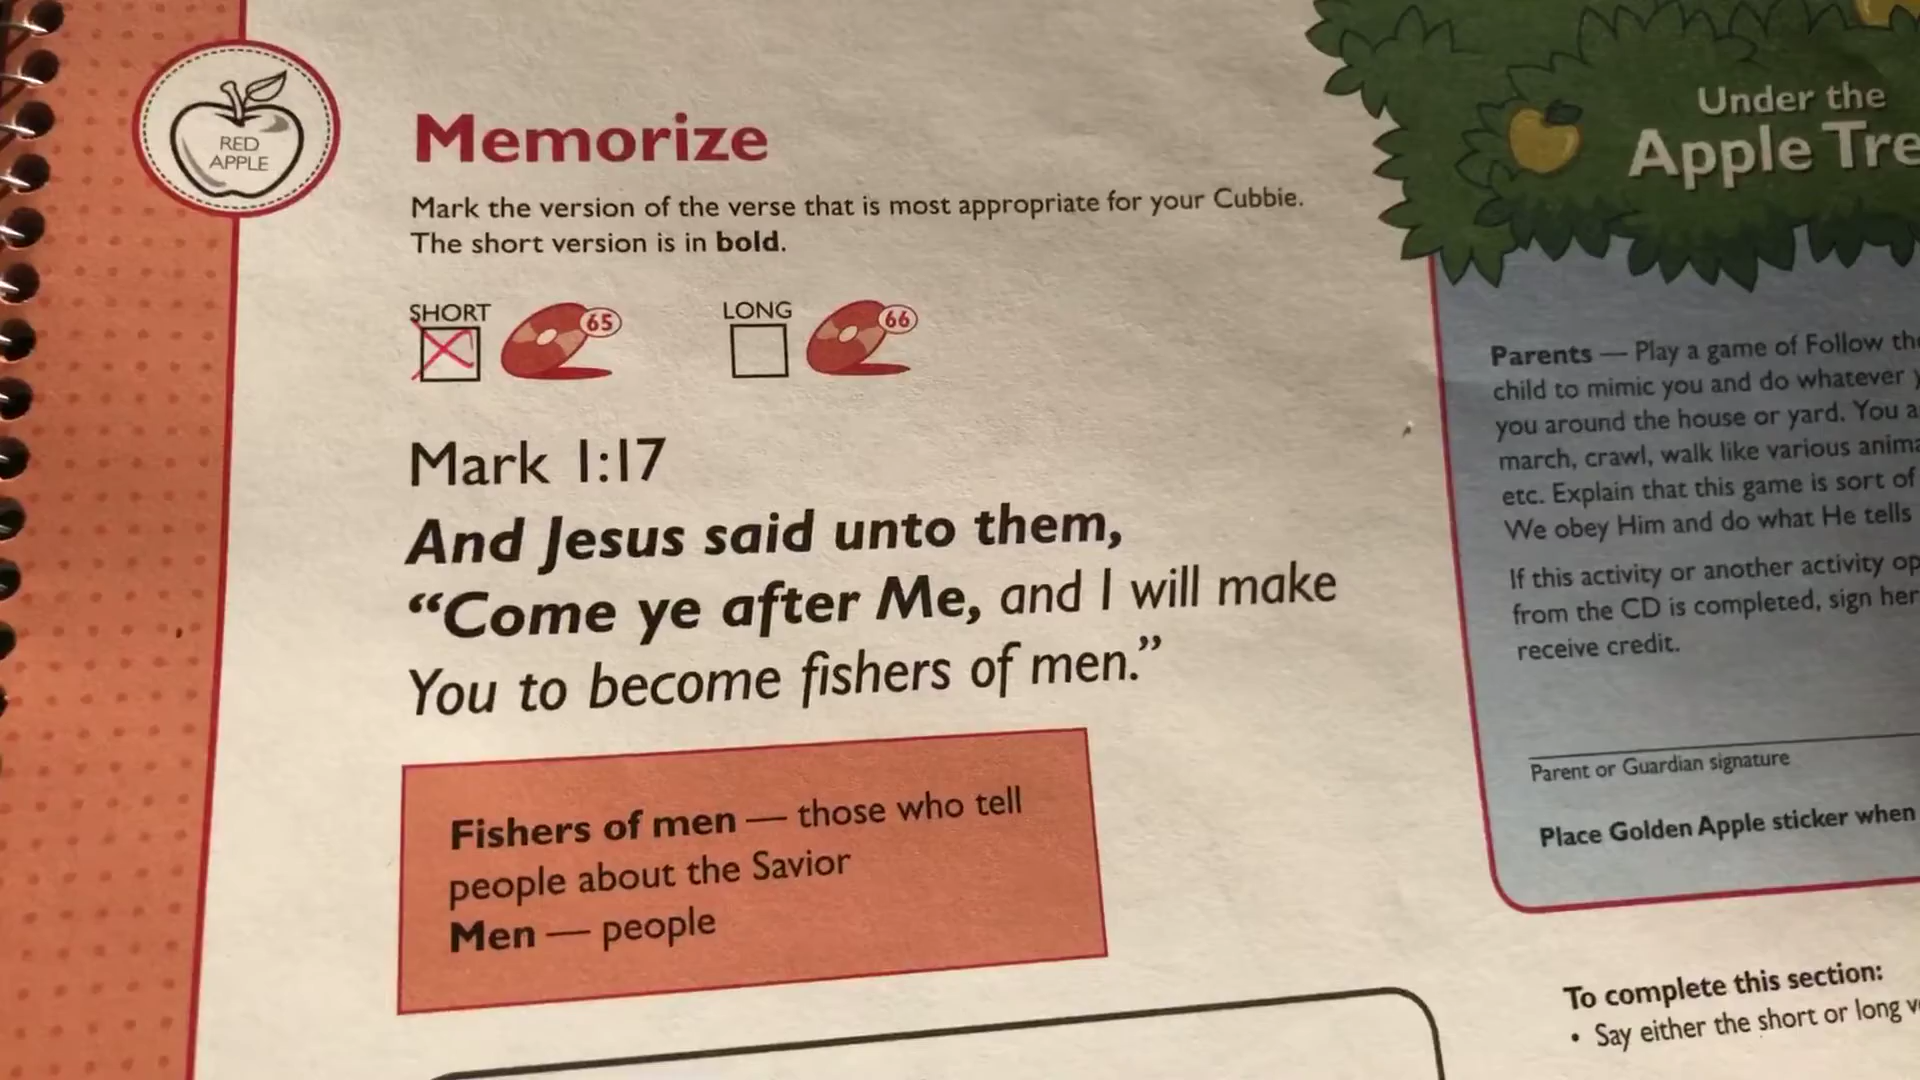 RED
APPLE
Memorize
Mark the version of the verse that is most appropriate for your Cubbie.
The short version is in bold.
SHORT
65
LONG
66
Mark 1:17
And Jesus said unto them,
“Come ye after Me, and I will make
You to become fishers of men.”
Fishers of men — those who tell
people about the Savior
Men — people
Under the
Apple Tre
Parents — Play a game of Follow the
child to mimic you and do whatever
you around the house or yard. You
march, crawl, walk like various
etc. Explain that this game is sort of
We obey Him and do what He tells
If this activity or another activity
from the CD is completed, sign
receive credit.
Parent or Guardian signature
Place Golden Apple sticker when
To complete this section:
• Say either the short or long